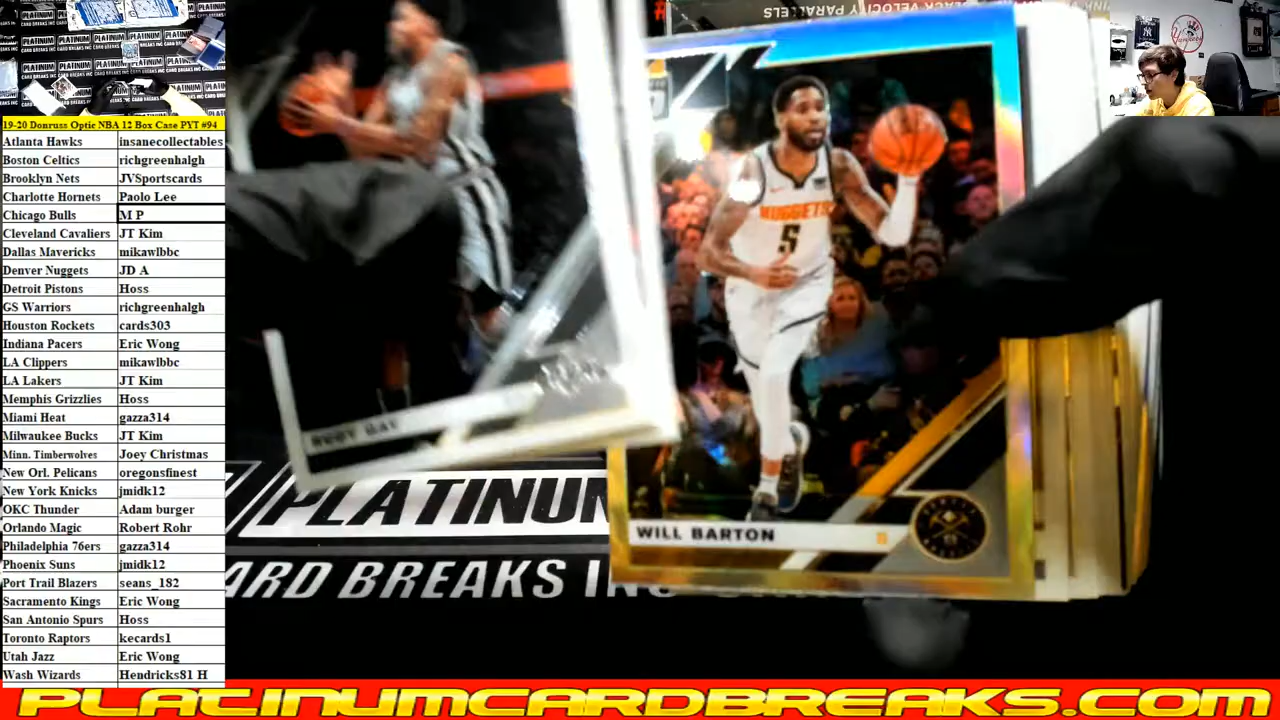 19-20 Donruss Optic NBA 12 Box Case PYT #94
Atlanta Hawks insanecollectables
Boston Celtics richgreenhalgh
Brooklyn Nets JVSportscards
Charlotte Hornets Paolo Lee
Chicago Bulls M P
Cleveland Cavaliers JT Kim
Dallas Mavericks mikawlbbc
Denver Nuggets JD A
Detroit Pistons Hoss
GS Warriors richgreenhalgh
Houston Rockets cards303
Indiana Pacers Eric Wong
LA Clippers mikawlbbc
LA Lakers JT Kim
Memphis Grizzlies Hoss
Miami Heat gazza314
Milwaukee Bucks JT Kim
Minn. Timberwolves Joey Christmas
New Orl. Pelicans oregonsfinest
New York Knicks jmidk12
OKC Thunder Adam burger
Orlando Magic Robert Rohr
Philadelphia 76ers gazza314
Phoenix Suns jmidk12
Port Trail Blazers seans_182
Sacramento Kings Eric Wong
San Antonio Spurs Hoss
Toronto Raptors kecards1
Utah Jazz Eric Wong
Wash Wizards Hendricks81 H
NUGGETS
5
WILL BARTON
RUDY GAY
PLATINUM
ARD BREAKS IN
PLATINUMCARDBREAKS.COM